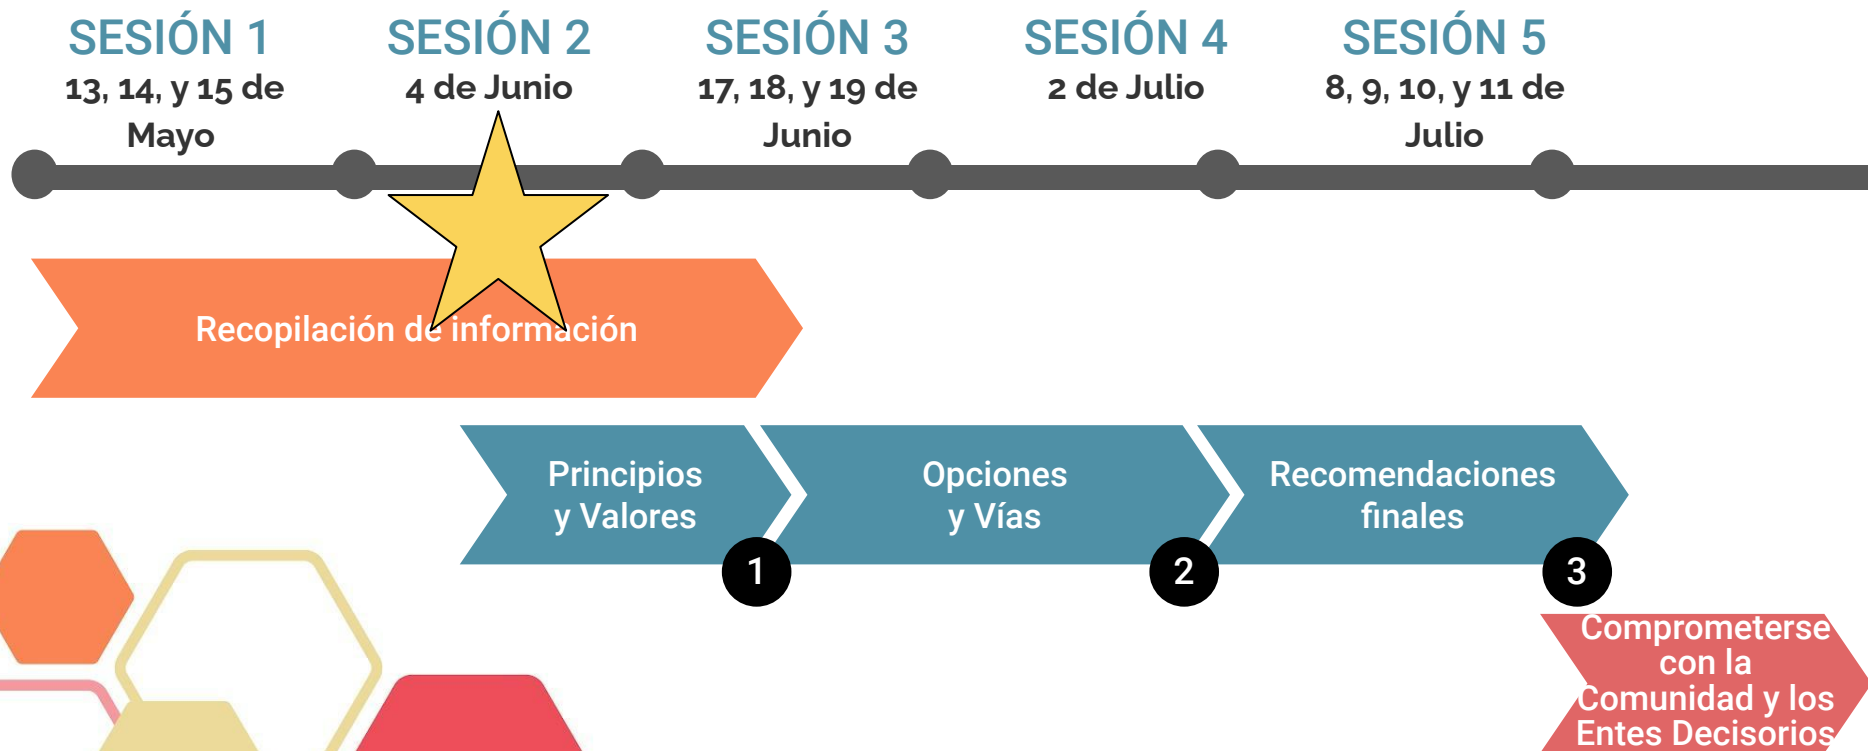 SESIÓN 1
13, 14, y 15 de
Mayo
SESIÓN 2
4 de Junio
SESIÓN 3
17, 18, y 19 de
Junio
SESIÓN 4
2 de Julio
SESIÓN 5
8, 9, 10, y 11 de
Julio
Recopilación de información
Principios
y Valores
1
Opciones
y Vías
2
Recomendaciones
finales
3
Comprometerse
con la
Comunidad y los
Entes Decisorios